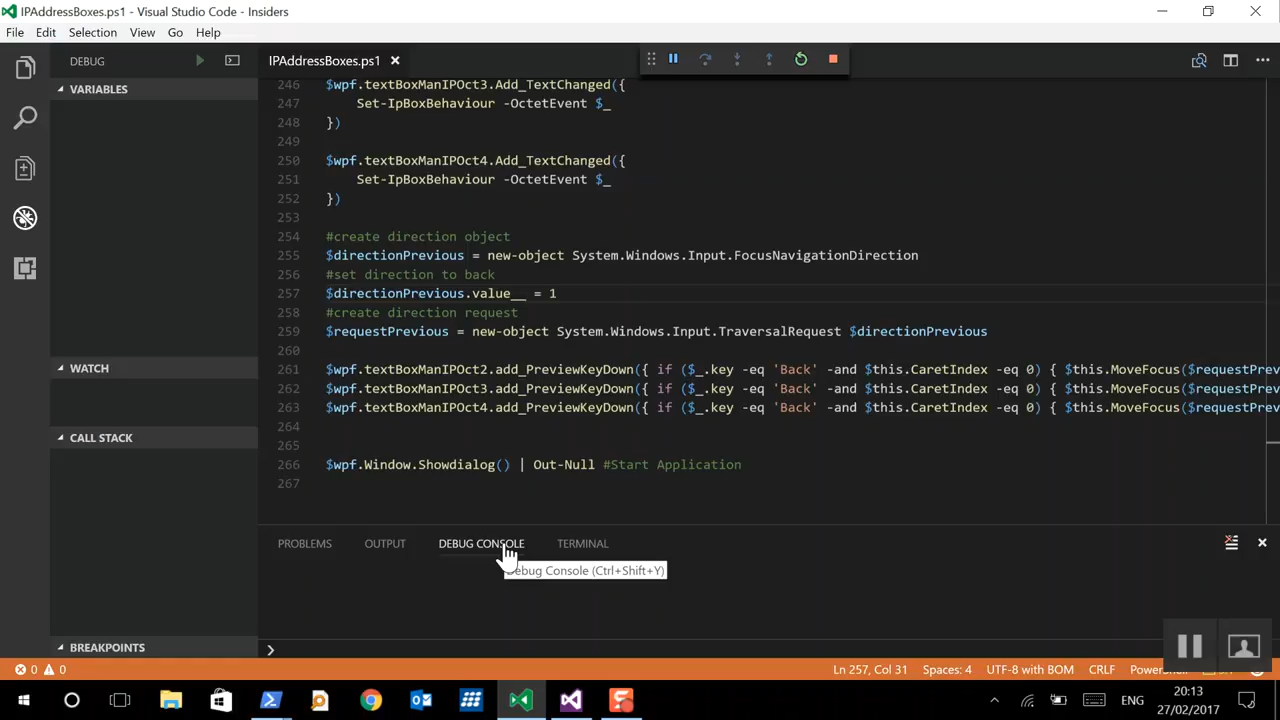 IPAddressBoxes.ps1 - Visual Studio Code - Insiders
File Edit Selection View Go Help
DEBUG
IPAddressBoxes.ps1
VARIABLES
WATCH
CALL STACK
BREAKPOINTS
246 $wpf.textBoxManIPOct3.Add_TextChanged({
247     Set-IpBoxBehaviour -OctetEvent $_
248 })
249
250 $wpf.textBoxManIPOct4.Add_TextChanged({
251     Set-IpBoxBehaviour -OctetEvent $_
252 })
253
254 #create direction object
255 $directionPrevious = new-object System.Windows.Input.FocusNavigationDirection
256 #set direction to back
257 $directionPrevious.value__ = 1
258 #create direction request
259 $requestPrevious = new-object System.Windows.Input.TraversalRequest $directionPrevious
260
261 $wpf.textBoxManIPOct2.add_PreviewKeyDown({ if ($_.key -eq 'Back' -and $this.CaretIndex -eq 0) { $this.MoveFocus($requestPrev
262 $wpf.textBoxManIPOct3.add_PreviewKeyDown({ if ($_.key -eq 'Back' -and $this.CaretIndex -eq 0) { $this.MoveFocus($requestPrev
263 $wpf.textBoxManIPOct4.add_PreviewKeyDown({ if ($_.key -eq 'Back' -and $this.CaretIndex -eq 0) { $this.MoveFocus($requestPrev
264
265
266 $wpf.Window.Showdialog() | Out-Null #Start Application
267
PROBLEMS OUTPUT DEBUG CONSOLE TERMINAL
Debug Console (Ctrl+Shift+Y)
0 0 Ln 257, Col 31 Spaces: 4 UTF-8 with BOM CRLF
ENG
20:13
27/02/2017